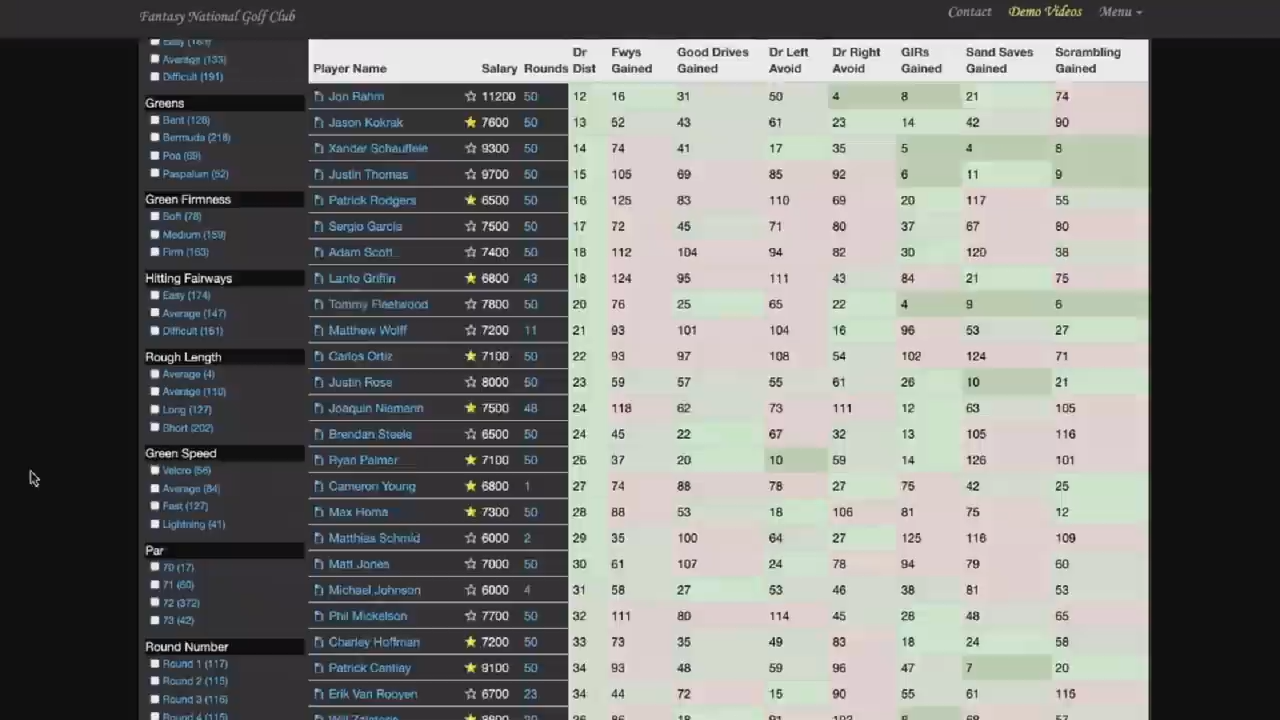 Fantasy National Golf Club
Contact Demo Videos Menu
Easy (181)
Average (133)
Difficult (191)
Greens
Bent (128)
Bermuda (218)
Poa (69)
Paspalum (52)
Green Firmness
Soft (78)
Medium (159)
Firm (163)
Hitting Fairways
Easy (174)
Average (147)
Difficult (161)
Rough Length
Average (4)
Average (110)
Long (127)
Short (202)
Green Speed
Velcro (56)
Average (84)
Fast (127)
Lightning (41)
Par
70 (17)
71 (60)
72 (372)
73 (42)
Round Number
Round 1 (117)
Round 2 (115)
Round 3 (116)
Round 4 (115)
Player Name Salary Rounds Dr Dist Fwys Gained Good Drives Gained Dr Left Avoid Dr Right Avoid GIRs Gained Sand Saves Gained Scrambling Gained
Jon Rahm 11200 50 12 16 31 50 4 8 21 74
Jason Kokrak 7600 50 13 52 43 61 23 14 42 90
Xander Schauffele 9300 50 14 74 41 17 35 5 4 8
Justin Thomas 9700 50 15 105 69 85 92 6 11 9
Patrick Rodgers 6500 50 16 125 83 110 69 20 117 55
Sergio Garcia 7500 50 17 72 45 71 80 37 67 80
Adam Scott 7400 50 18 112 104 94 82 30 120 38
Lanto Griffin 6800 43 18 124 95 111 43 84 21 75
Tommy Fleetwood 7800 50 20 76 25 65 22 4 9 6
Matthew Wolff 7200 11 21 93 101 104 16 96 53 27
Carlos Ortiz 7100 50 22 93 97 108 54 102 124 71
Justin Rose 8000 50 23 59 57 55 61 26 10 21
Joaquin Niemann 7500 48 24 118 62 73 111 12 63 105
Brendan Steele 6500 50 24 45 22 67 32 13 105 116
Ryan Palmer 7100 50 26 37 20 10 59 14 126 101
Cameron Young 6800 1 27 74 88 78 27 75 42 25
Max Homa 7300 50 28 88 53 18 106 81 75 12
Matthias Schmid 6000 2 29 35 100 64 27 125 116 109
Matt Jones 7000 50 30 61 107 24 78 94 79 60
Michael Johnson 6000 4 31 58 27 53 46 38 81 53
Phil Mickelson 7700 50 32 111 80 114 45 28 48 65
Charley Hoffman 7200 50 33 73 35 49 83 18 24 58
Patrick Cantlay 9100 50 34 93 48 59 96 47 7 20
Erik Van Rooyen 6700 23 34 44 72 15 90 55 61 116